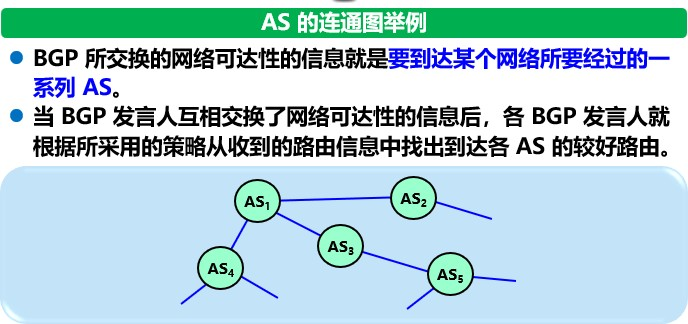 AS 的连通图举例
● BGP 所交换的网络可达性的信息就是要到达某个网络所要经过的一
系列 AS。
● 当 BGP 发言人互相交换了网络可达性的信息后，各 BGP 发言人就
根据所采用的策略从收到的路由信息中找出到达各 AS 的较好路由。
AS₁
AS₂
AS₃
AS₄
AS₅